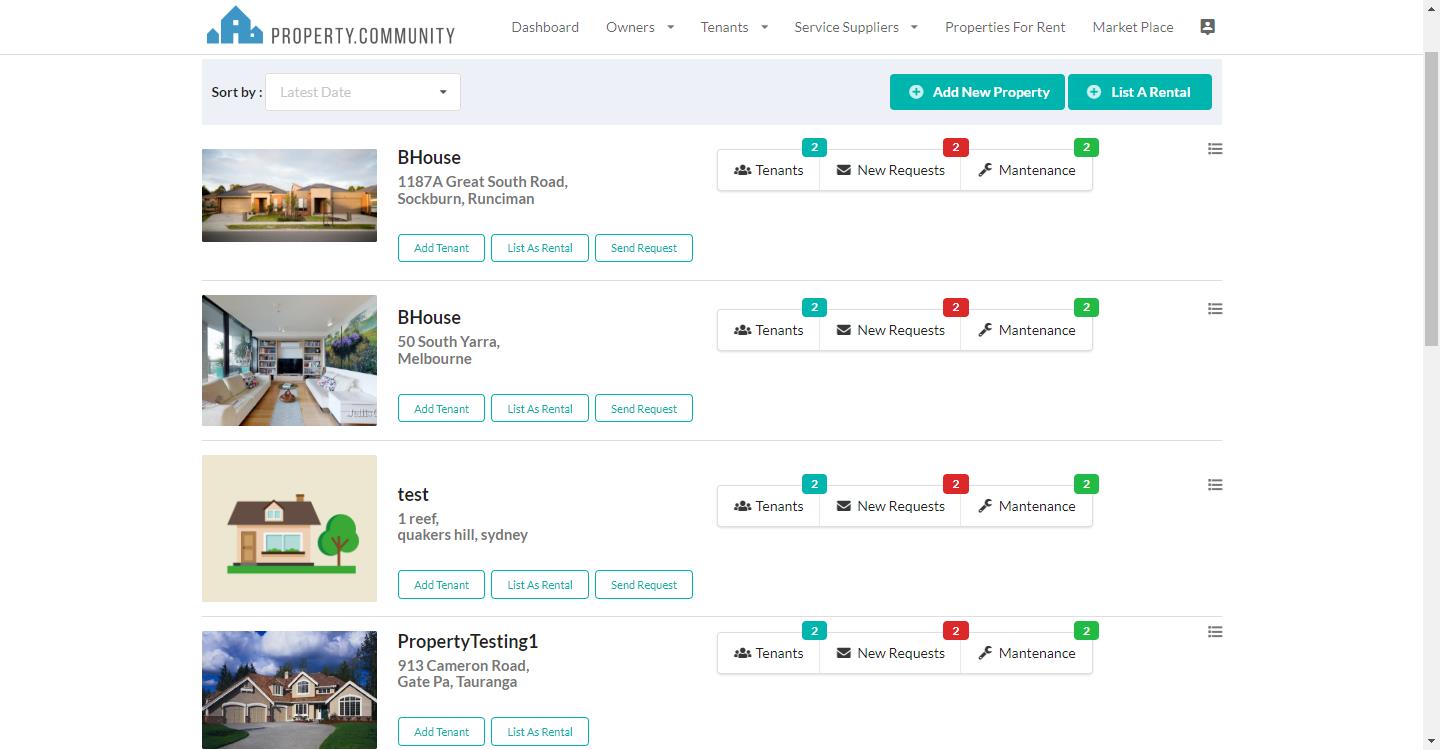 PROPERTY.COMMUNITY
Dashboard
Owners
Tenants
Service Suppliers
Properties For Rent
Market Place
Sort by :
Latest Date
Add New Property
List A Rental
BHouse
1187A Great South Road,
Sockburn, Runciman
Tenants
2
New Requests
2
Mantenance
2
Add Tenant
List As Rental
Send Request
BHouse
50 South Yarra,
Melbourne
Tenants
2
New Requests
2
Mantenance
2
Add Tenant
List As Rental
Send Request
test
1 reef,
quakers hill, sydney
Tenants
2
New Requests
2
Mantenance
2
Add Tenant
List As Rental
Send Request
PropertyTesting1
913 Cameron Road,
Gate Pa, Tauranga
Tenants
2
New Requests
2
Mantenance
2
Add Tenant
List As Rental